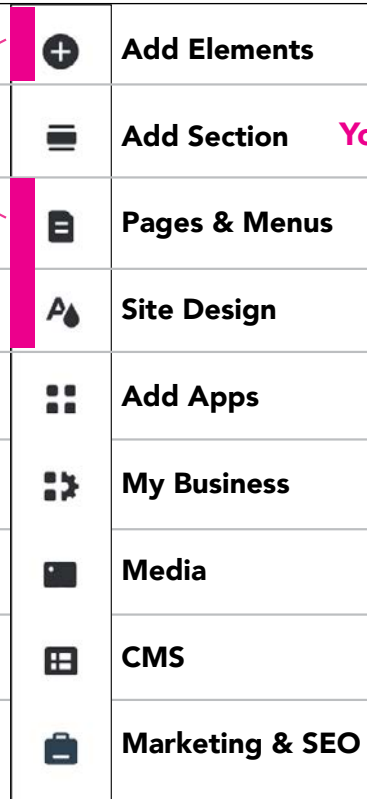 Add Elements
Add Section
Pages & Menus
Site Design
Add Apps
My Business
Media
CMS
Marketing & SEO